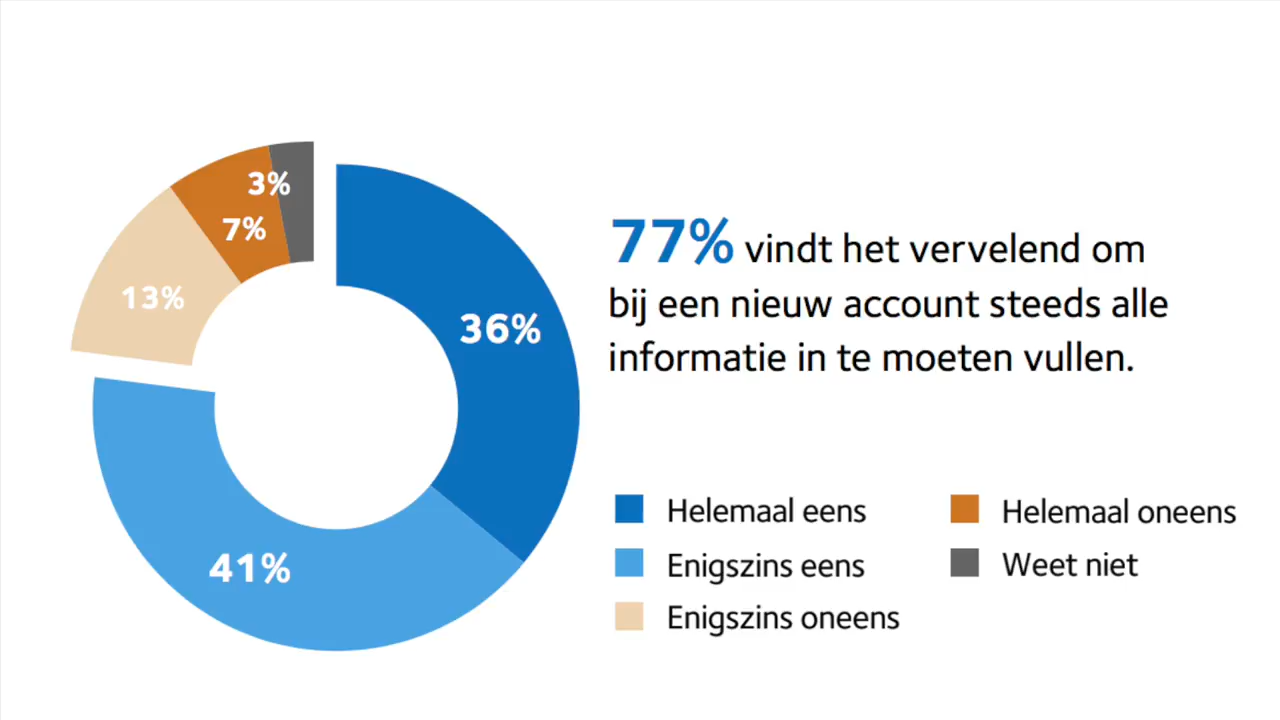 3%
7%
13%
36%
41%
77% vindt het vervelend om
bij een nieuw account steeds alle
informatie in te moeten vullen.
Helemaal eens
Enigszins eens
Enigszins oneens
Helemaal oneens
Weet niet